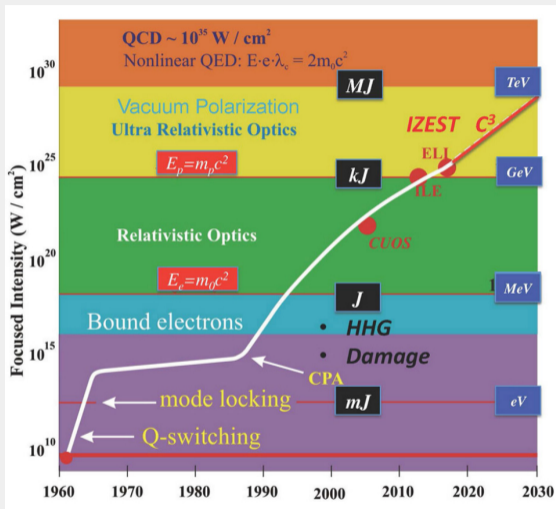 Focused Intensity (W / cm²)
10³⁰
10²⁵
10²⁰
10¹⁵
10¹⁰
QCD ~ 10³⁵ W / cm²
Nonlinear QED: E·e·λc = 2m₀c²
MJ
TeV
Vacuum Polarization
Ultra Relativistic Optics
IZEST C³
ELI
Eₚ=mₚc²
kJ
GeV
ILE
Relativistic Optics
CUOS
Eₑ=m₀c²
J
1
MeV
Bound electrons
• HHG
• Damage
CPA
mode locking
mJ
eV
Q-switching
1960 1970 1980 1990 2000 2010 2020 2030